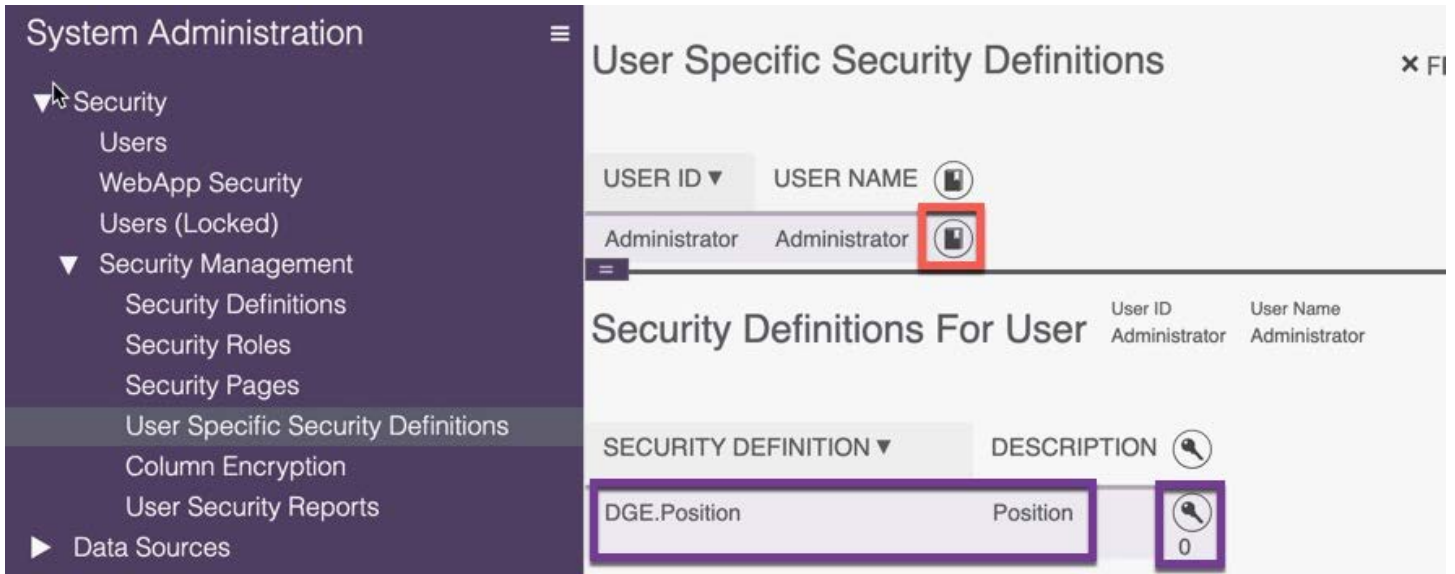 System Administration
Security
Users
WebApp Security
Users (Locked)
Security Management
Security Definitions
Security Roles
Security Pages
User Specific Security Definitions
Column Encryption
User Security Reports
Data Sources
User Specific Security Definitions
USER ID USER NAME
Administrator Administrator
Security Definitions For User
User ID User Name
Administrator Administrator
SECURITY DEFINITION DESCRIPTION
DGE.Position Position
0